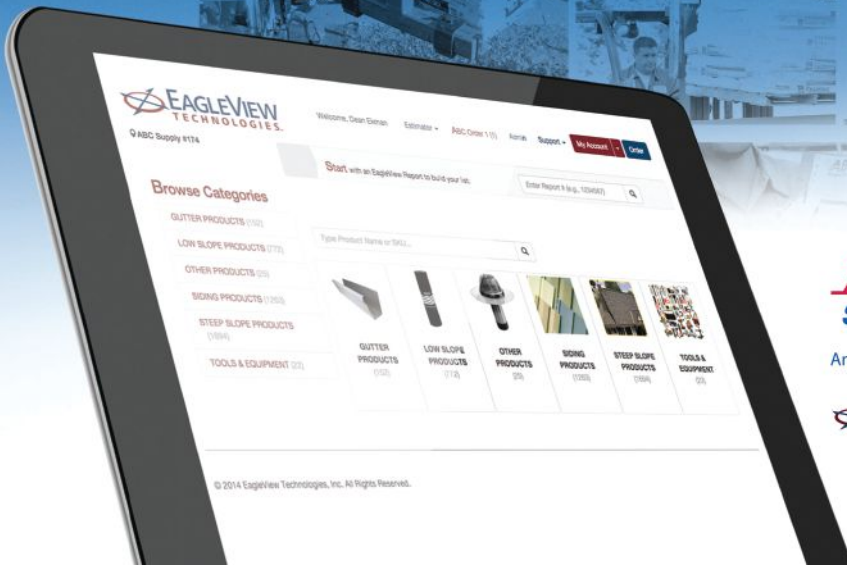 EAGLEVIEW
TECHNOLOGIES.
Welcome, Dean Ekman Estimator ABC Order 1 (1) Admin Support My Account Order
ABC Supply #174
Start with an EagleView Report to build your list.
Enter Report # (e.g., 1234567)
Browse Categories
GUTTER PRODUCTS (102)
LOW SLOPE PRODUCTS (772)
OTHER PRODUCTS (25)
SIDING PRODUCTS (1263)
STEEP SLOPE PRODUCTS
(1694)
TOOLS & EQUIPMENT (22)
Type Product Name or SKU...
GUTTER
PRODUCTS
(102)
LOW SLOPE
PRODUCTS
OTHER
PRODUCTS
(25)
SIDING
PRODUCTS
(1263)
STEEP SLOPE
PRODUCTS
(1694)
TOOLS &
EQUIPMENT
© 2014 EagleView Technologies, Inc. All Rights Reserved.